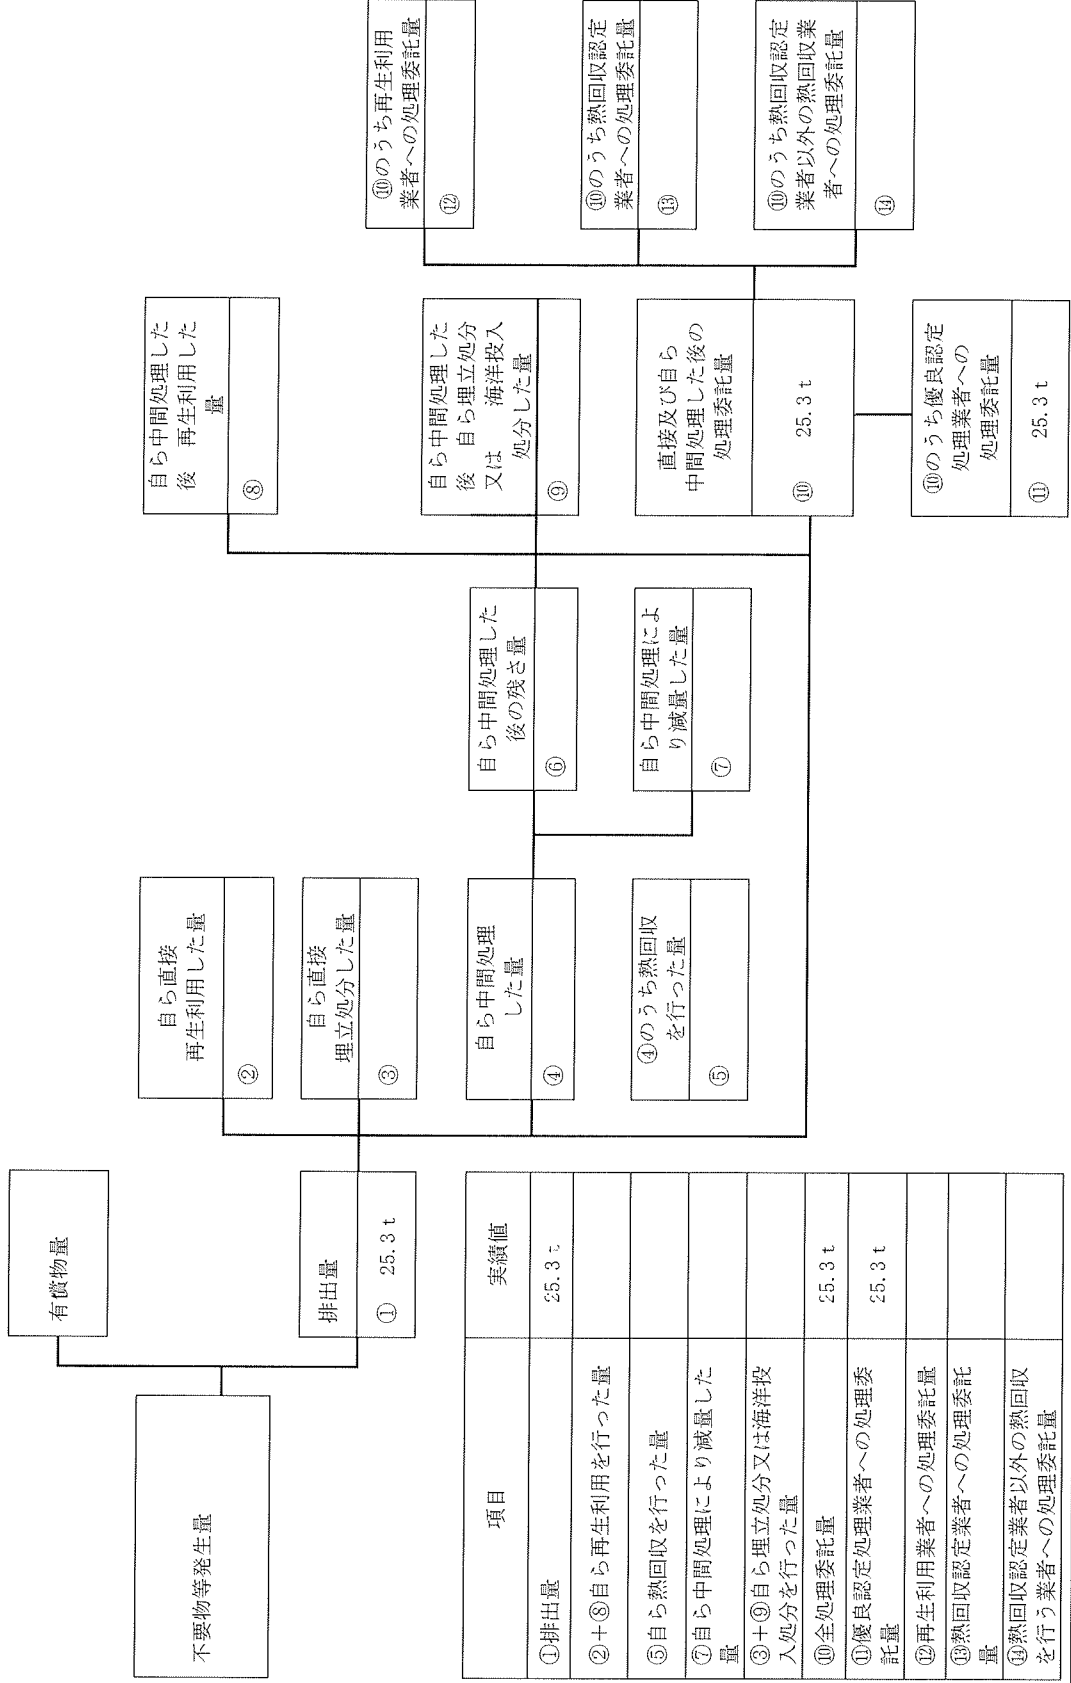 不要物等発生量
有償物量
排出量
① 25.3 t
自ら直接
再生利用した量
②
自ら直接
埋立処分した量
③
自ら中間処理
した量
④
④のうち熱回収
を行った量
⑤
自ら中間処理した
後の残さ量
⑥
自ら中間処理によ
り減量した量
⑦
自ら中間処理した
後 再生利用した
量
⑧
自ら中間処理した
後 自ら埋立処分
又は 海洋投入
処分した量
⑨
直接及び自ら
中間処理した後の
処理委託量
⑩ 25.3 t
⑩のうち優良認定
処理業者への
処理委託量
⑪ 25.3 t
⑩のうち再生利用
業者への処理委託量
⑫
⑩のうち熱回収認定
業者への処理委託量
⑬
⑩のうち熱回収認定
業者以外の熱回収業
者への処理委託量
⑭
項目 実績値
①排出量 25.3 t
②＋⑧自ら再生利用を行った量
⑤自ら熱回収を行った量
⑦自ら中間処理により減量した
量
③＋⑨自ら埋立処分又は海洋投
入処分を行った量
⑩全処理委託量 25.3 t
⑪優良認定処理業者への処理委
託量 25.3 t
⑫再生利用業者への処理委託量
⑬熱回収認定業者への処理委託
量
⑭熱回収認定業者以外の熱回収
を行う業者への処理委託量